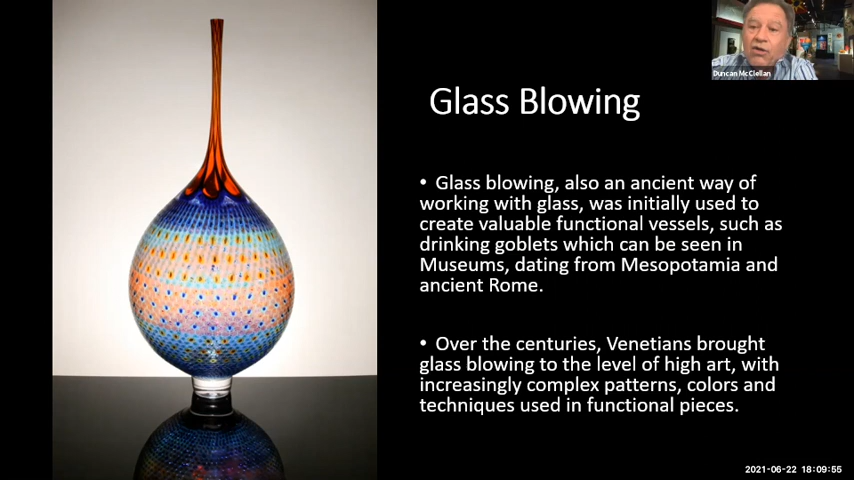 Duncan McClellan
Glass Blowing
• Glass blowing, also an ancient way of
working with glass, was initially used to
create valuable functional vessels, such as
drinking goblets which can be seen in
Museums, dating from Mesopotamia and
ancient Rome.
• Over the centuries, Venetians brought
glass blowing to the level of high art, with
increasingly complex patterns, colors and
techniques used in functional pieces.
2021-06-22 18:09:55